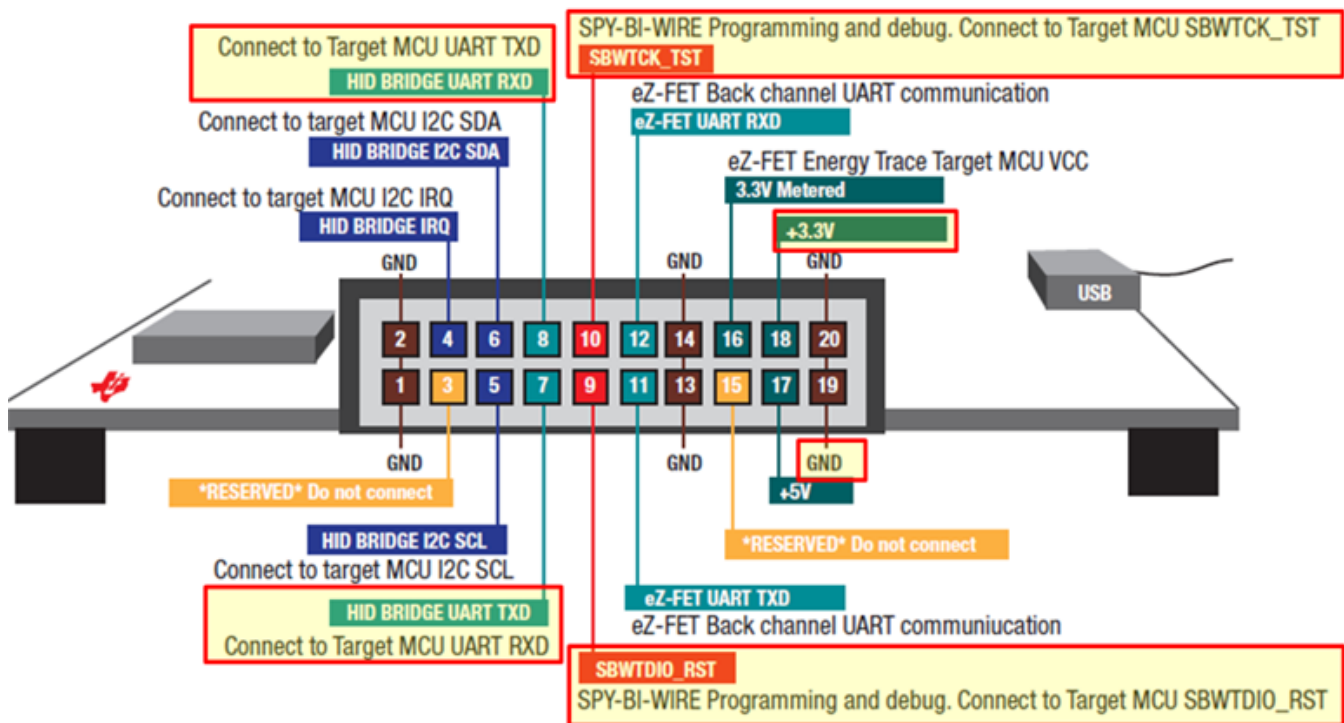 SPY-BI-WIRE Programming and debug. Connect to Target MCU SBWTCK_TST
Connect to Target MCU UART TXD
SBWTCK_TST
HID BRIDGE UART RXD
eZ-FET Back channel UART communication
Connect to target MCU I2C SDA
eZ-FET UART RXD
HID BRIDGE I2C SDA
eZ-FET Energy Trace Target MCU VCC
Connect to target MCU I2C IRQ
3.3V Metered
HID BRIDGE IRQ
+3.3V
GND
GND
GND
USB
2 4 6 8 10 12 14 16 18 20
1 3 5 7 9 11 13 15 17 19
GND
GND
GND
*RESERVED* Do not connect
+5V
HID BRIDGE I2C SCL
*RESERVED* Do not connect
Connect to target MCU I2C SCL
eZ-FET UART TXD
HID BRIDGE UART TXD
eZ-FET Back channel UART communiucation
Connect to Target MCU UART RXD
SBWTDIO_RST
SPY-BI-WIRE Programming and debug. Connect to Target MCU SBWTDIO_RST